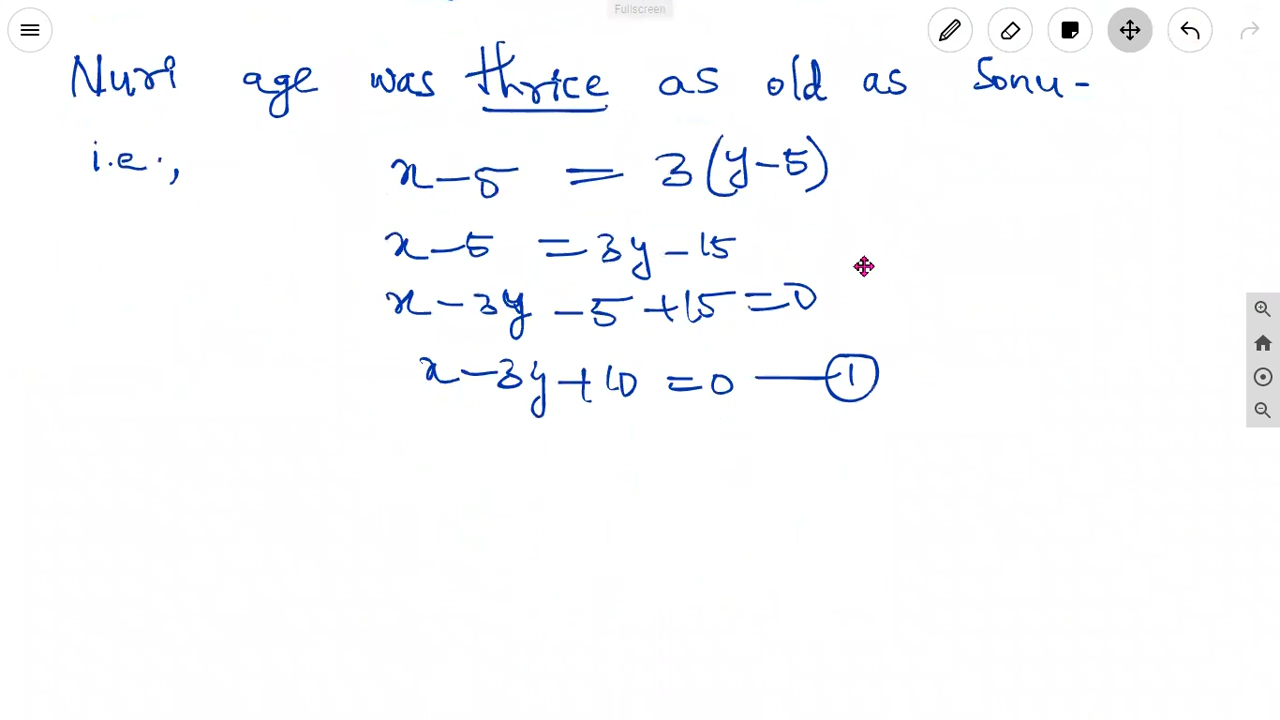 Fullscreen
Nuri age was thrice as old as Sonu-
i.e., x-5 = 3(y-5)
x-5 = 3y-15
x-3y-5+15=0
x-3y+10=0 — ①